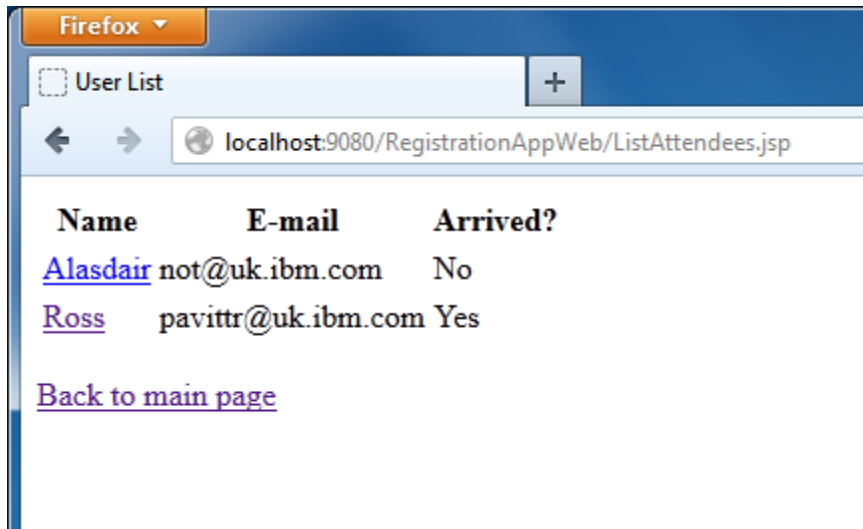 Firefox
User List
localhost:9080/RegistrationAppWeb/ListAttendees.jsp
Name E-mail Arrived?
Alasdair not@uk.ibm.com No
Ross pavittr@uk.ibm.com Yes
Back to main page